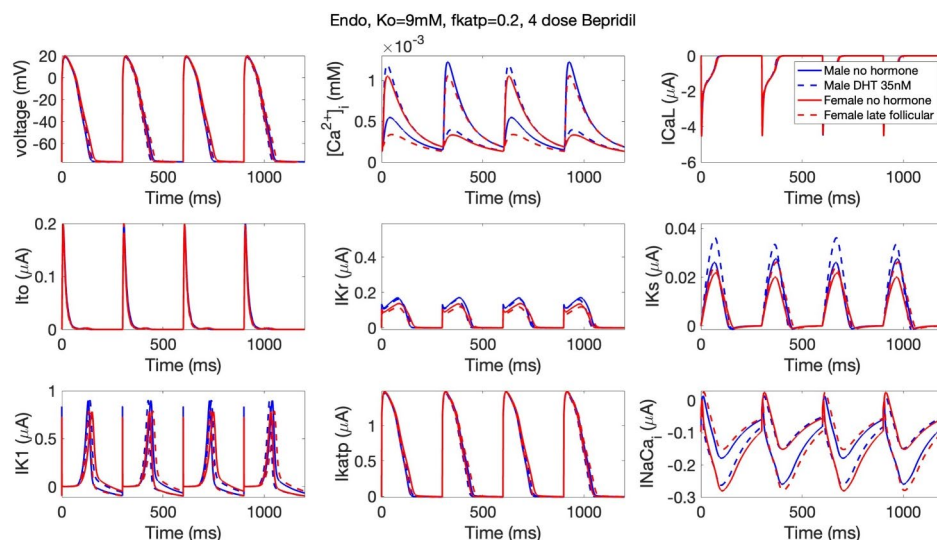 Endo, Ko=9mM, fkatp=0.2, 4 dose Bepridil
20
0
-20
-40
-60
voltage (mV)
0 500 1000
Time (ms)
×10⁻³
1.5
1
0.5
0
[Ca²⁺]ᵢ (mM)
0 500 1000
Time (ms)
0
-2
-4
-6
ICaL (μA)
Male no hormone
Male DHT 35nM
Female no hormone
Female late follicular
0 500 1000
Time (ms)
0.2
0.1
0
Ito (μA)
0 500 1000
Time (ms)
0.4
0.2
0
IKr (μA)
0 500 1000
Time (ms)
0.04
0.02
0
IKs (μA)
0 500 1000
Time (ms)
1
0.5
0
IK1 (μA)
0 500 1000
Time (ms)
1.5
1
0.5
0
Ikatp (μA)
0 500 1000
Time (ms)
0
-0.1
-0.2
-0.3
INaCaᵢ (μA)
0 500 1000
Time (ms)